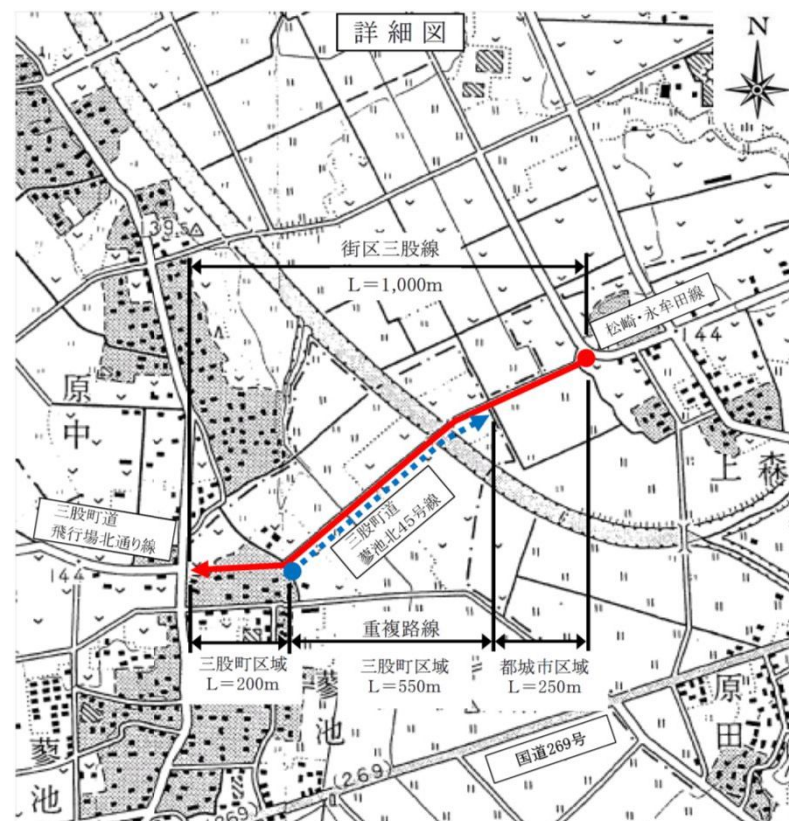 詳細図
N
139.5
街区三股線
L=1,000m
松崎・氷牟田線
144
原中
上森
三股町道
飛行場北通り線
三股町道
蓼池北45号線
144
重複路線
三股町区域
L=200m
三股町区域
L=550m
都城市区域
L=250m
蓼池
蓼池
原田
国道269号
(269)
(269)